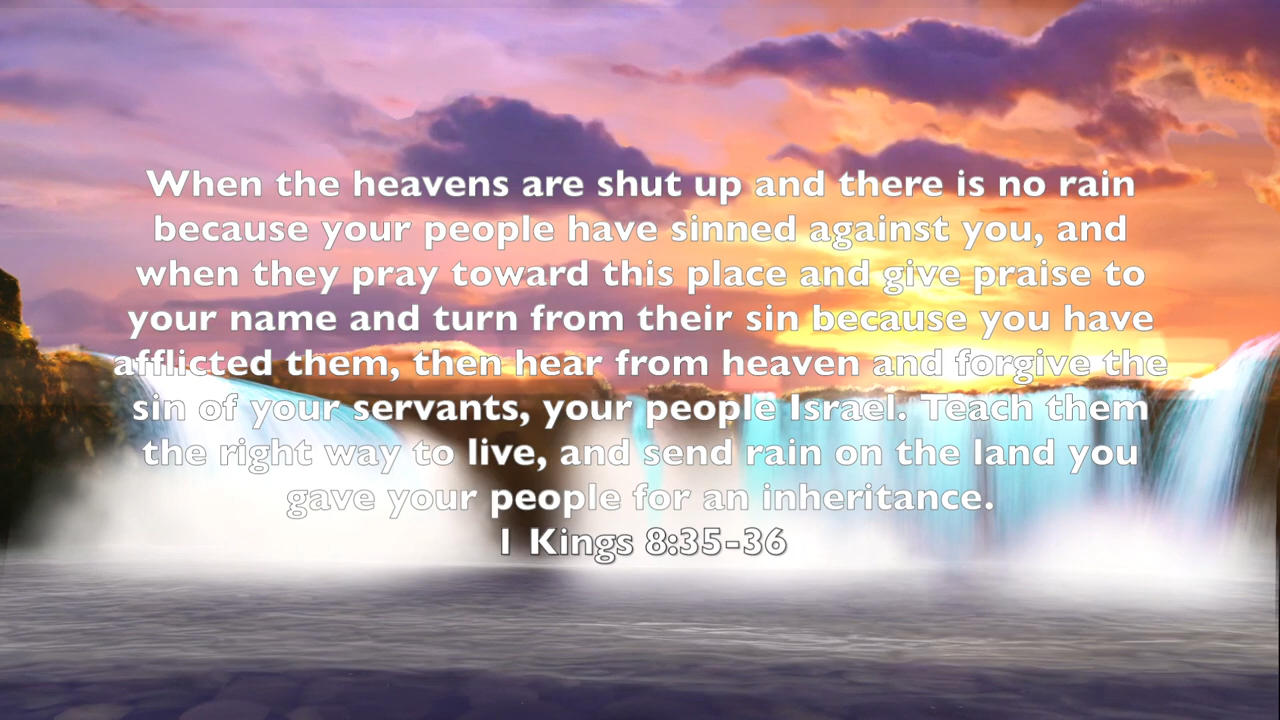 When the heavens are shut up and there is no rain
because your people have sinned against you, and
when they pray toward this place and give praise to
your name and turn from their sin because you have
afflicted them, then hear from heaven and forgive the
sin of your servants, your people Israel. Teach them
the right way to live, and send rain on the land you
gave your people for an inheritance.
1 Kings 8:35-36